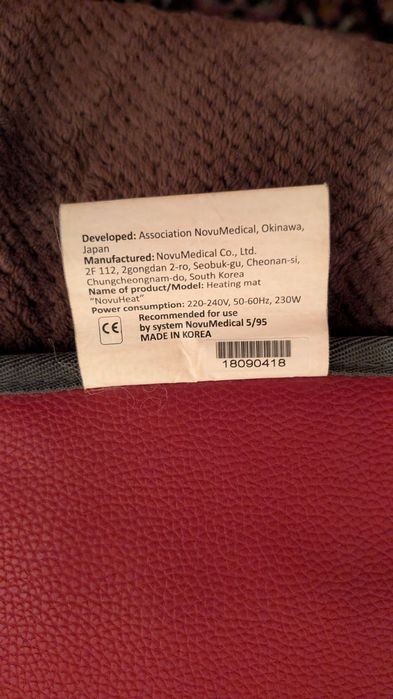 Developed: Association NovuMedical, Okinawa,
Japan
Manufactured: NovuMedical Co., Ltd.
2F 112, 2gongdan 2-ro, Seobuk-gu, Cheonan-si,
Chungcheongnam-do, South Korea
Name of product/Model: Heating mat
"NovuHeat"
Power consumption: 220-240V, 50-60Hz, 230W
CE
Recommended for use
by system NovuMedical 5/95
MADE IN KOREA
18090418